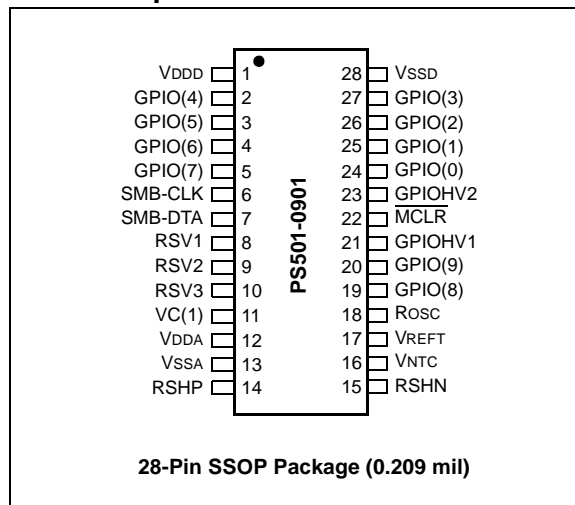 VDDD 1 28 VSSD
GPIO(4) 2 27 GPIO(3)
GPIO(5) 3 26 GPIO(2)
GPIO(6) 4 25 GPIO(1)
GPIO(7) 5 24 GPIO(0)
SMB-CLK 6 23 GPIOHV2
SMB-DTA 7 22 MCLR
RSV1 8 21 GPIOHV1
RSV2 9 20 GPIO(9)
RSV3 10 19 GPIO(8)
VC(1) 11 18 ROSC
VDDA 12 17 VREFT
VSSA 13 16 VNTC
RSHP 14 15 RSHN
PS501-0901
28-Pin SSOP Package (0.209 mil)